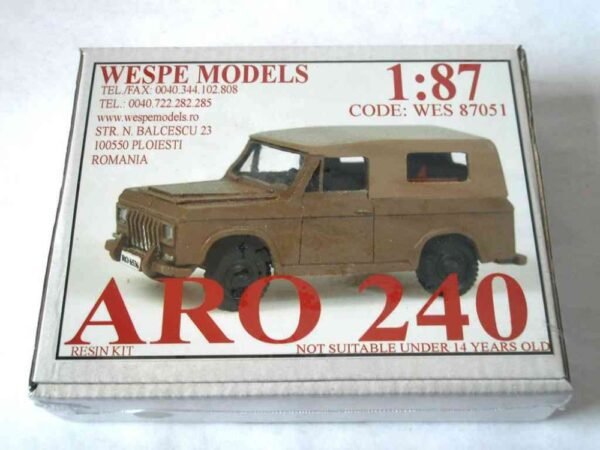 WESPE MODELS
TEL./FAX: 0040.344.102.808
TEL.: 0040.722.282.285
www.wespemodels.ro
STR. N. BALCESCU 23
100550 PLOIESTI
ROMANIA
1:87
CODE: WES 87051
ARO 240
RESIN KIT
NOT SUITABLE UNDER 14 YEARS OLD